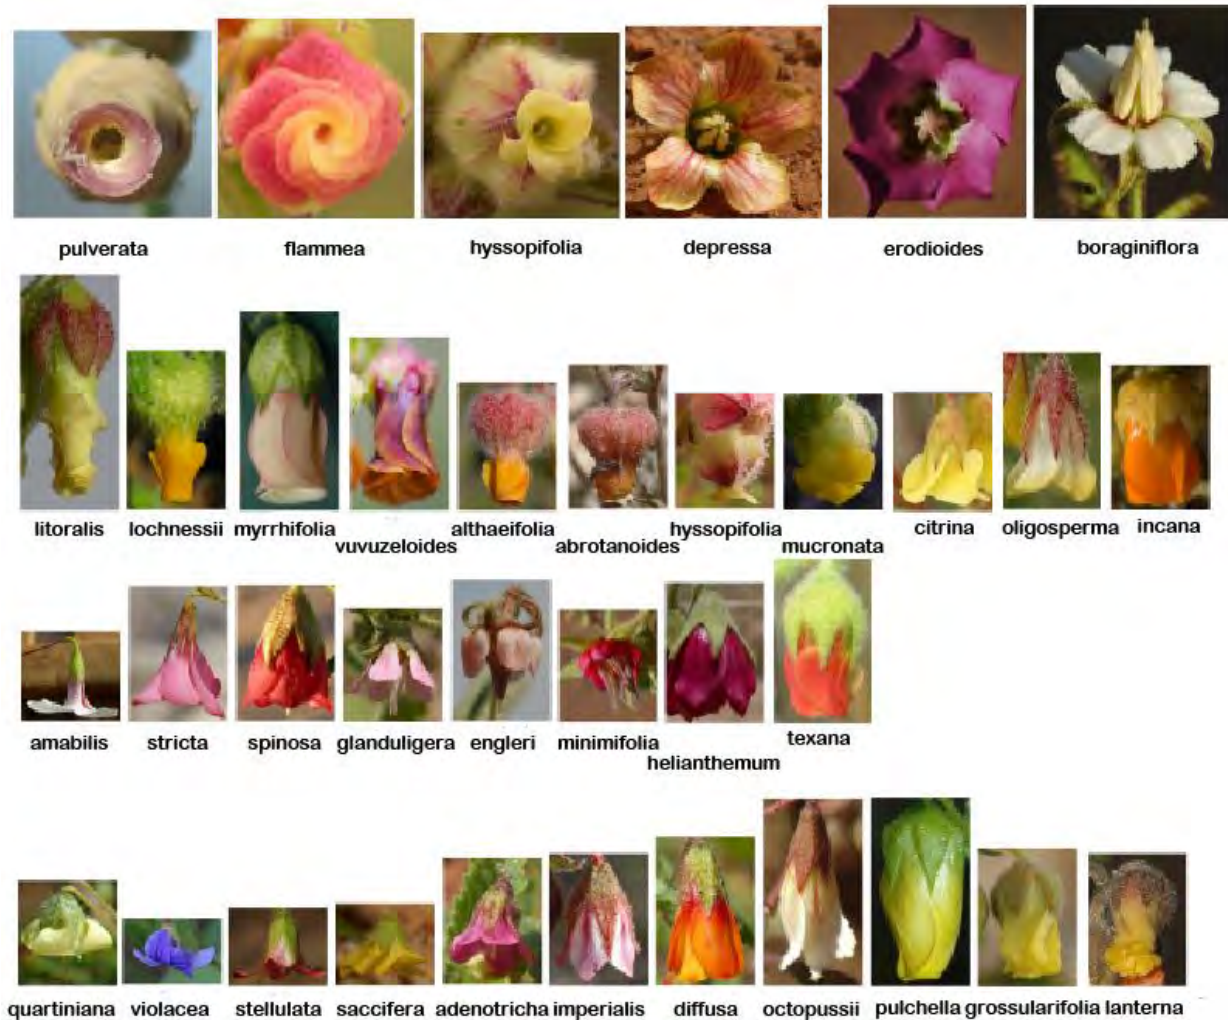 pulverata flammea hyssopifolia depressa erodioides boraginiflora
litoralis lochnessii myrrhifolia vuvuzeloides althaeifolia abrotanoides hyssopifolia mucronata citrina oligosperma incana
amabilis stricta spinosa glanduligera engleri minimifolia helianthemum texana
quartiniana violacea stellulata saccifera adenotricha imperialis diffusa octopussii pulchella grossularifolia lanterna